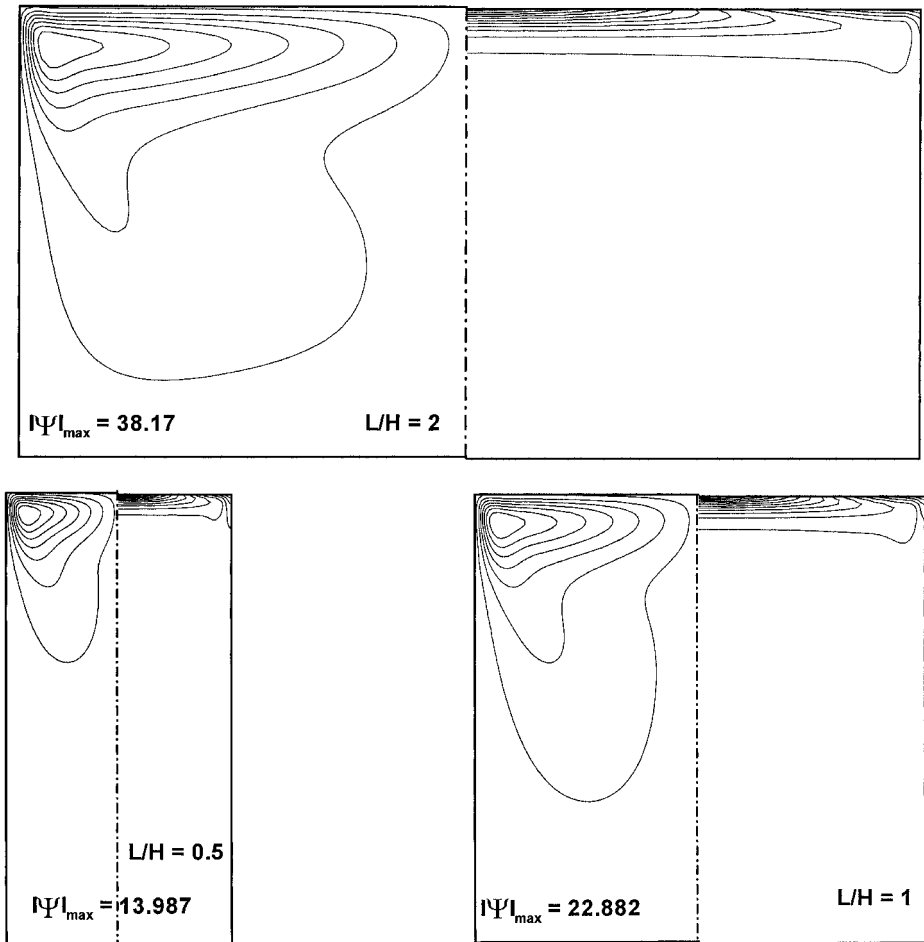 |Ψ|max = 38.17 L/H = 2
L/H = 0.5
|Ψ|max = 13.987
|Ψ|max = 22.882
L/H = 1